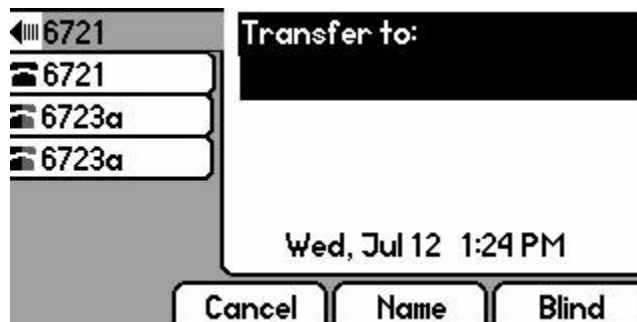 6721
6721
6723a
6723a
Transfer to:
Wed, Jul 12 1:24 PM
Cancel Name Blind